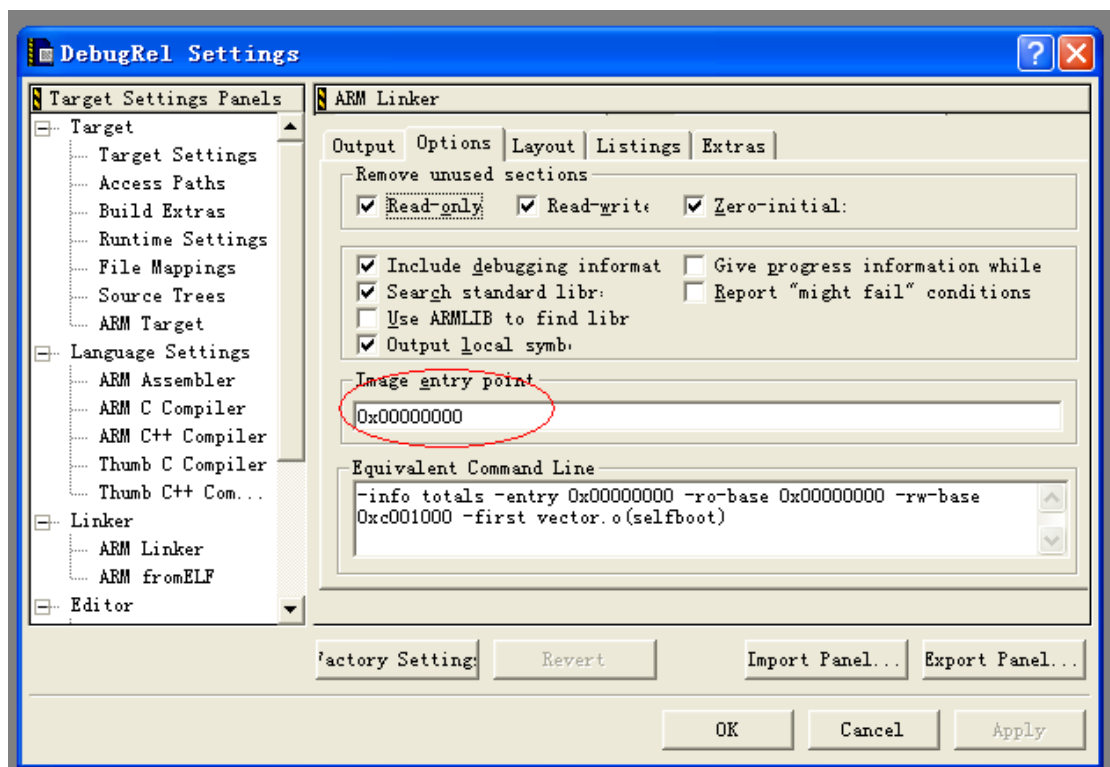 DebugRel Settings
Target Settings Panels
Target
Target Settings
Access Paths
Build Extras
Runtime Settings
File Mappings
Source Trees
ARM Target
Language Settings
ARM Assembler
ARM C Compiler
ARM C++ Compiler
Thumb C Compiler
Thumb C++ Com...
Linker
ARM Linker
ARM fromELF
Editor
ARM Linker
Output Options Layout Listings Extras
Remove unused sections
Read-only Read-write Zero-initial:
Include debugging informat Give progress information while
Search standard libr: Report "might fail" conditions
Use ARMLIB to find libr
Output local symb
Image entry point
0x00000000
Equivalent Command Line
-info totals -entry 0x00000000 -ro-base 0x00000000 -rw-base
0xc001000 -first vector.o(selfboot)
Factory Setting: Revert Import Panel... Export Panel...
OK Cancel Apply